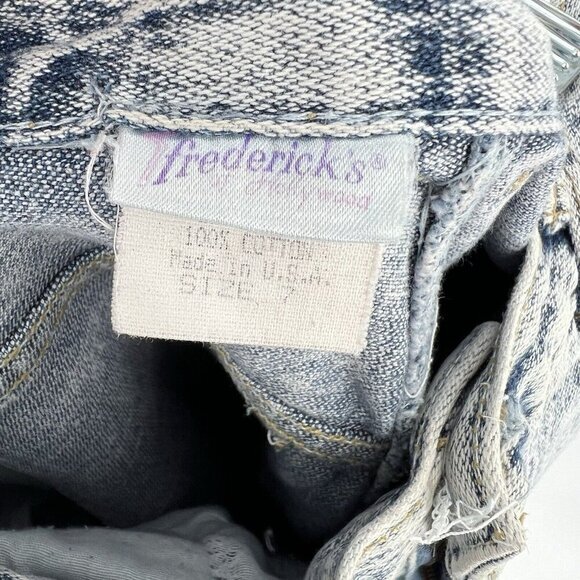 frederick's®
of Hollywood
100% COTTON
Made in U.S.A.
SIZE 7